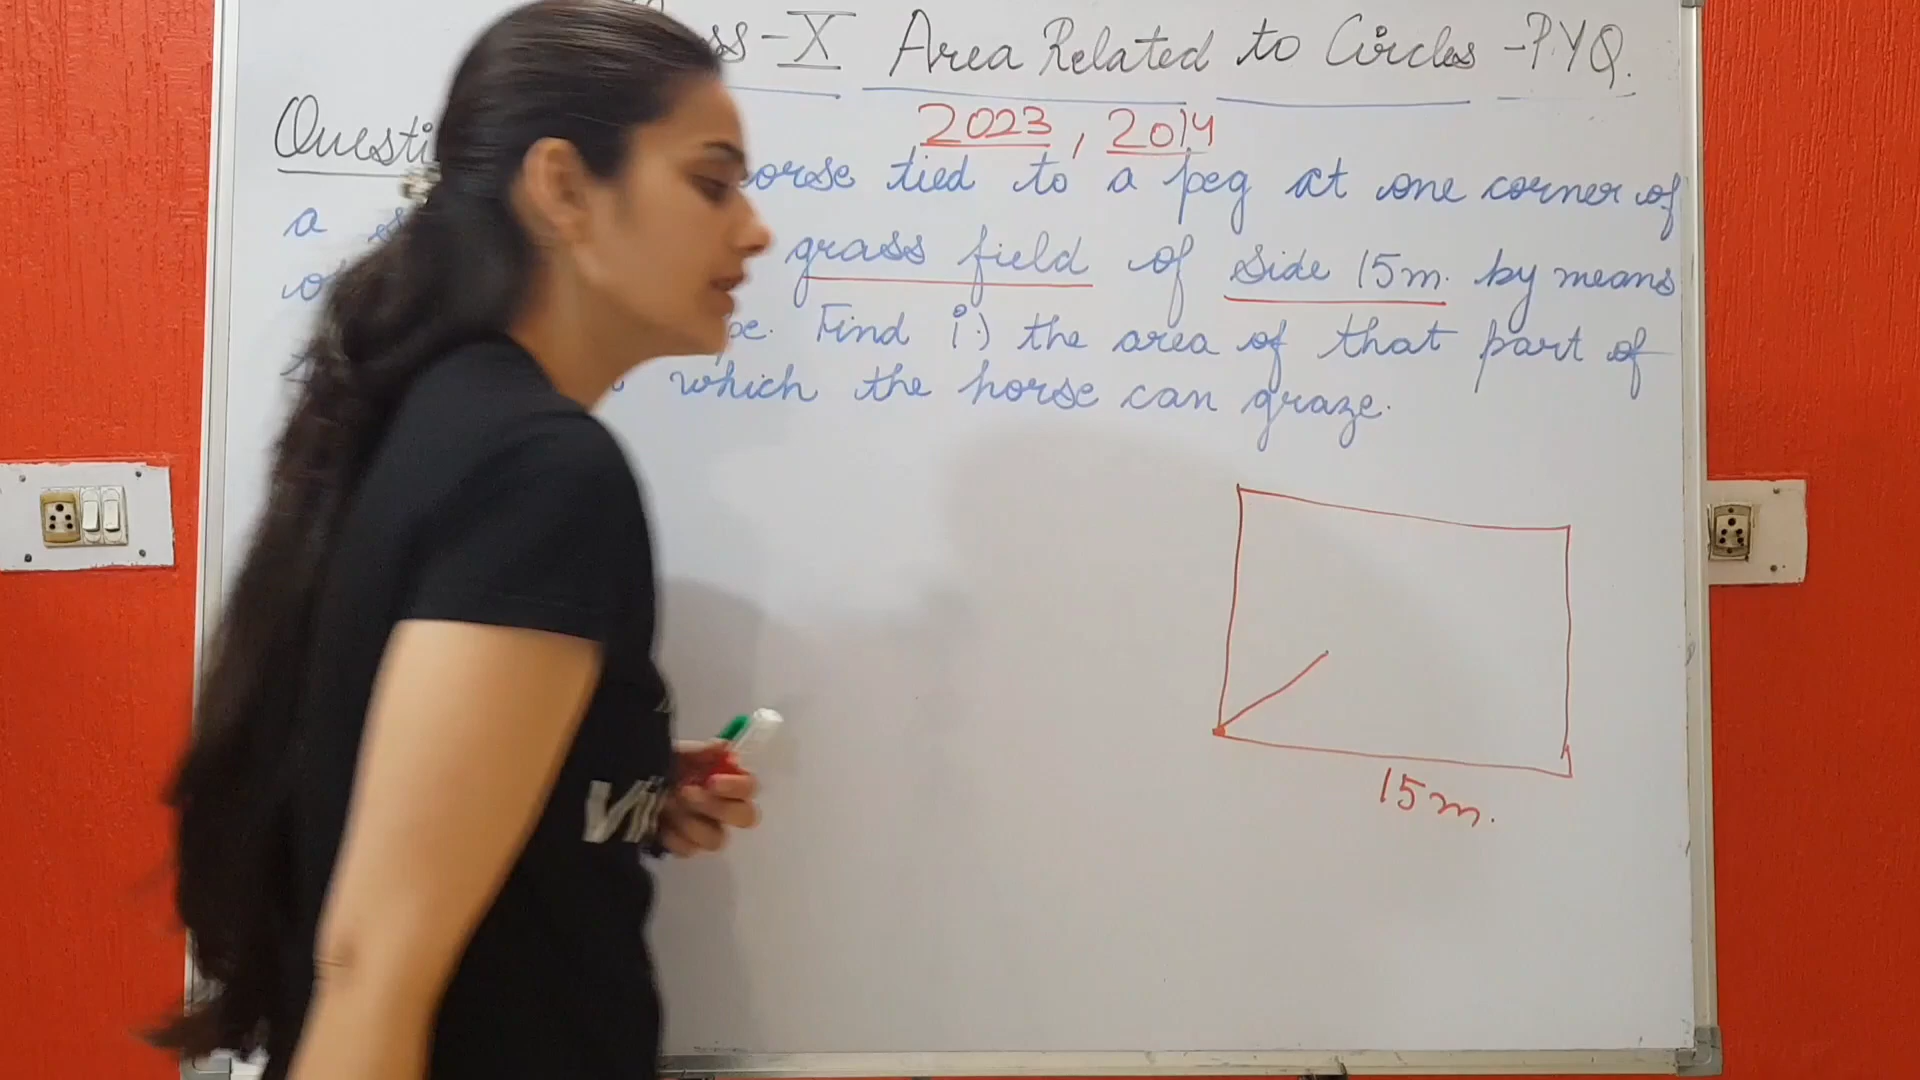 ss-X Area Related to Circles -PYQ.
2023, 2014
Questi
orse tied to a peg at one corner of
a
grass field of side 15m. by means
pe. Find i.) the area of that part of
which the horse can graze.
15m.